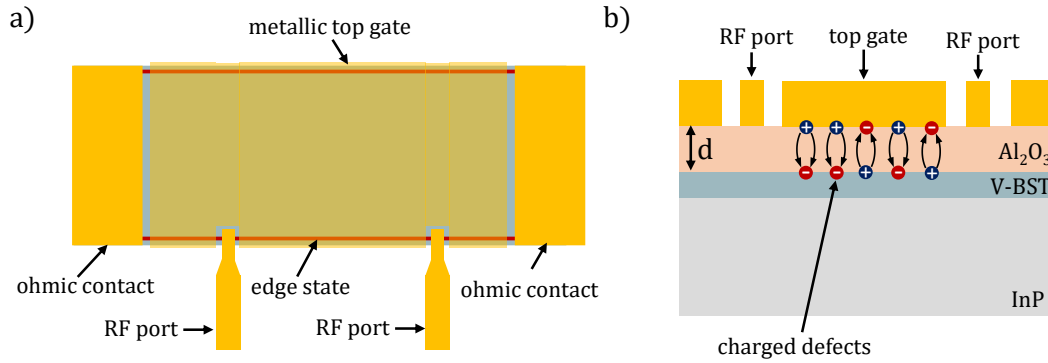 a)
metallic top gate
ohmic contact
edge state
ohmic contact
RF port
RF port
b)
RF port
top gate
RF port
d
+ + − + −
− − + − +
Al₂O₃
V-BST
InP
charged defects